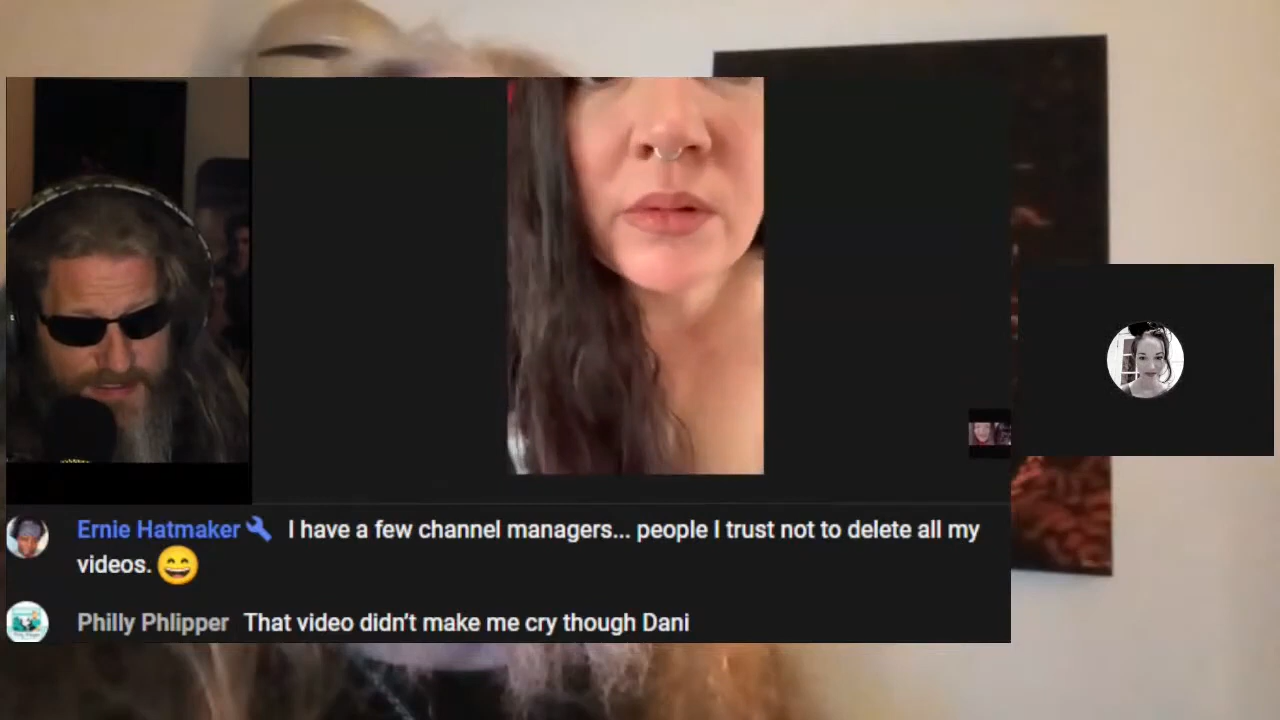 Ernie Hatmaker I have a few channel managers... people I trust not to delete all my
videos. 😄
Philly Phlipper That video didn't make me cry though Dani